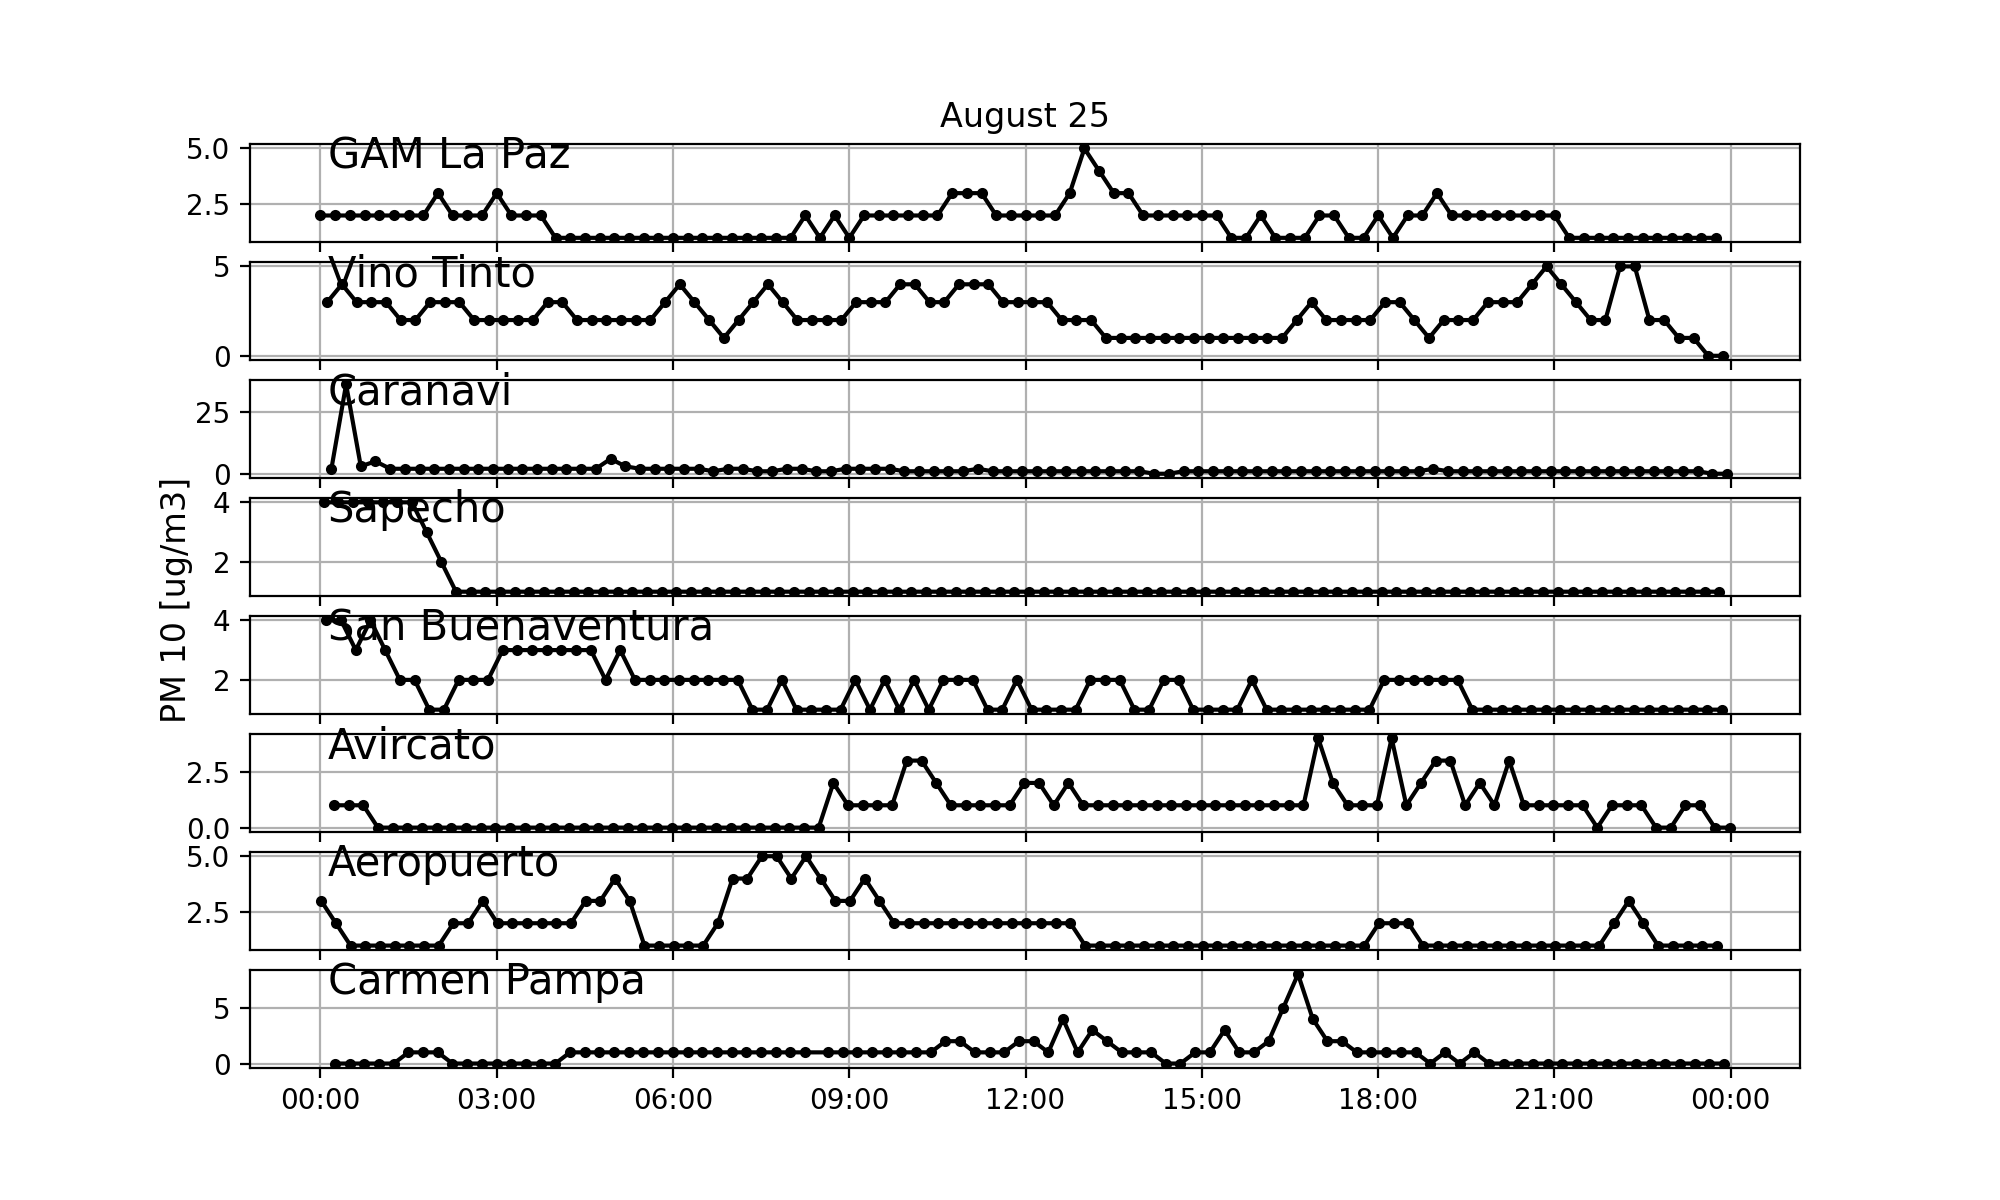 August 25
5.0
GAM La Paz
2.5
5
Vino Tinto
0
Caranavi
25
0
4
Sapecho
2
PM 10 [ug/m3]
4
San Buenaventura
2
Avircato
2.5
0.0
5.0
Aeropuerto
2.5
Carmen Pampa
5
0
00:00 03:00 06:00 09:00 12:00 15:00 18:00 21:00 00:00